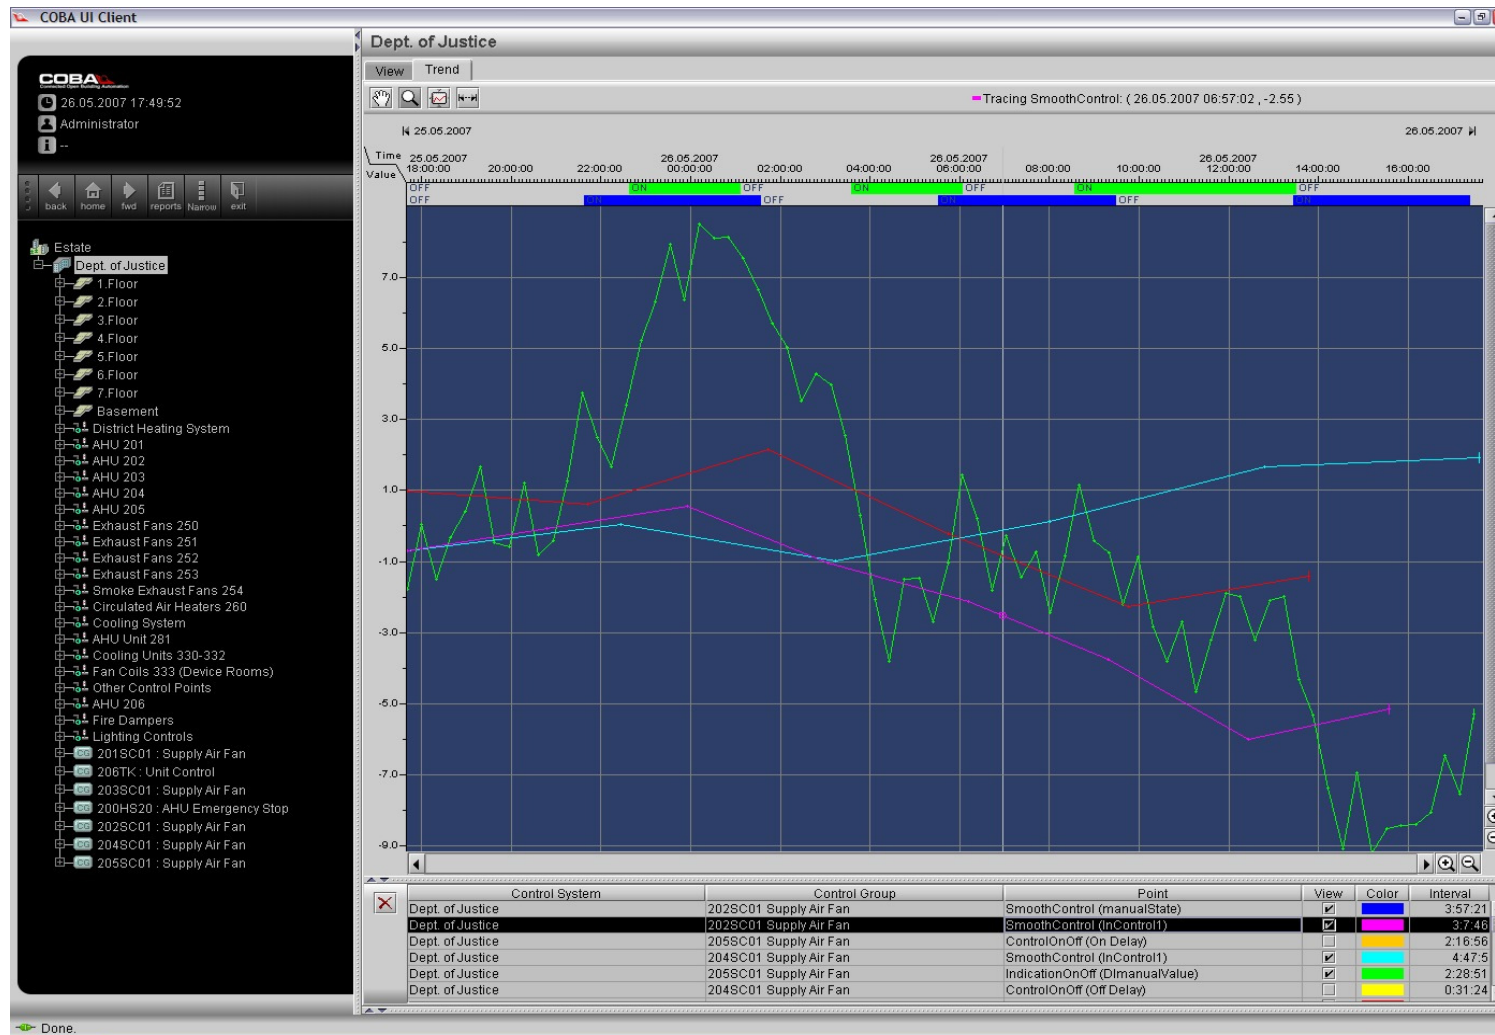 COBA UI Client
Dept. of Justice
View Trend
COBA
Connected Open Building Automation
26.05.2007 17:49:52
Administrator
--
back home fwd reports Narrow exit
Estate
Dept. of Justice
1.Floor
2.Floor
3.Floor
4.Floor
5.Floor
6.Floor
7.Floor
Basement
District Heating System
AHU 201
AHU 202
AHU 203
AHU 204
AHU 205
Exhaust Fans 250
Exhaust Fans 251
Exhaust Fans 252
Exhaust Fans 253
Smoke Exhaust Fans 254
Circulated Air Heaters 260
Cooling System
AHU Unit 281
Cooling Units 330-332
Fan Coils 333 (Device Rooms)
Other Control Points
AHU 206
Fire Dampers
Lighting Controls
CG 201SC01 : Supply Air Fan
CG 206TK : Unit Control
CG 203SC01 : Supply Air Fan
CG 200HS20 : AHU Emergency Stop
CG 202SC01 : Supply Air Fan
CG 204SC01 : Supply Air Fan
CG 205SC01 : Supply Air Fan
Tracing SmoothControl: ( 26.05.2007 06:57:02 , -2.55 )
25.05.2007 26.05.2007
Time 25.05.2007 26.05.2007 26.05.2007 26.05.2007
Value 18:00:00 20:00:00 22:00:00 00:00:00 02:00:00 04:00:00 06:00:00 08:00:00 10:00:00 12:00:00 14:00:00 16:00:00
OFF ON OFF ON OFF ON OFF
OFF ON OFF ON OFF ON
7.0
5.0
3.0
1.0
-1.0
-3.0
-5.0
-7.0
-9.0
Control System Control Group Point View Color Interval
Dept. of Justice 202SC01 Supply Air Fan SmoothControl (manualState) 3:57:21
Dept. of Justice 202SC01 Supply Air Fan SmoothControl (InControl1) 3:7:46
Dept. of Justice 205SC01 Supply Air Fan ControlOnOff (On Delay) 2:16:56
Dept. of Justice 204SC01 Supply Air Fan SmoothControl (InControl1) 4:47:5
Dept. of Justice 205SC01 Supply Air Fan IndicationOnOff (DImanualValue) 2:28:51
Dept. of Justice 204SC01 Supply Air Fan ControlOnOff (Off Delay) 0:31:24
Done.